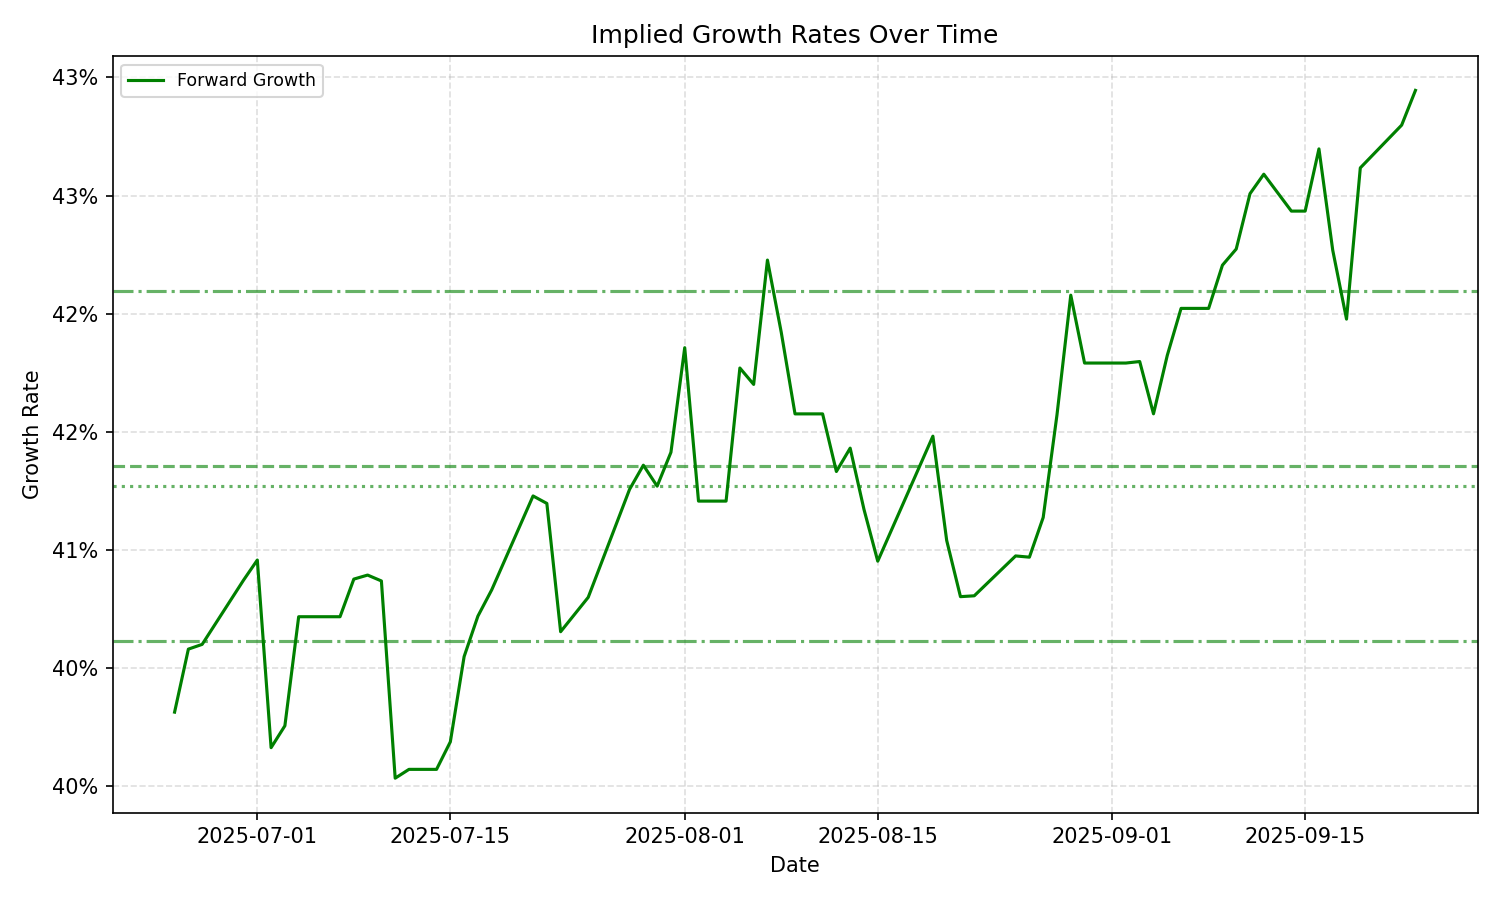 Implied Growth Rates Over Time
Forward Growth
43%
43%
42%
42%
41%
40%
40%
Growth Rate
2025-07-01 2025-07-15 2025-08-01 2025-08-15 2025-09-01 2025-09-15
Date